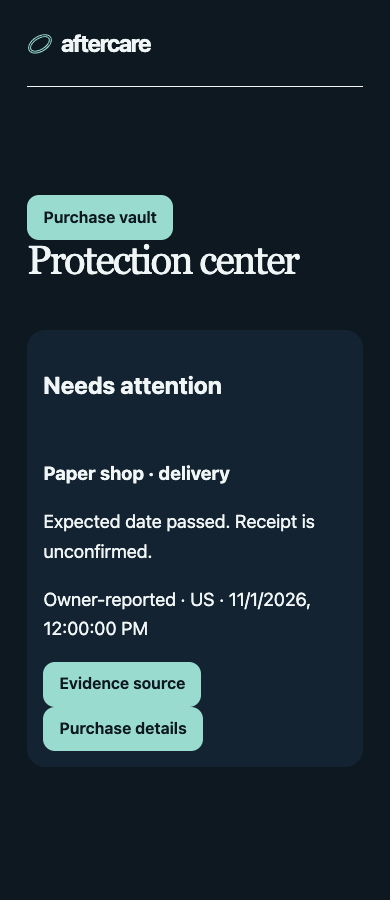 aftercare
Purchase vault
Protection center
Needs attention
Paper shop · delivery
Expected date passed. Receipt is
unconfirmed.
Owner-reported · US · 11/1/2026,
12:00:00 PM
Evidence source
Purchase details